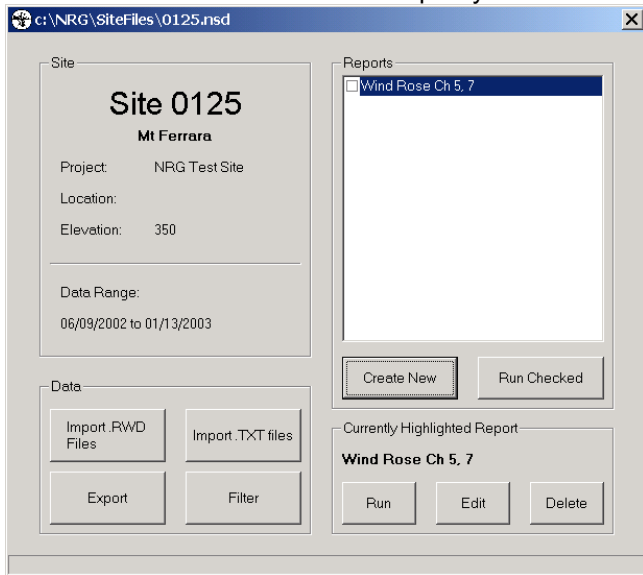 c:\NRG\SiteFiles\0125.nsd
Site
Site 0125
Mt Ferrara
Project: NRG Test Site
Location:
Elevation: 350
Data Range:
06/09/2002 to 01/13/2003
Data
Import .RWD
Files
Import .TXT files
Export
Filter
Reports
Wind Rose Ch 5, 7
Create New
Run Checked
Currently Highlighted Report
Wind Rose Ch 5, 7
Run
Edit
Delete